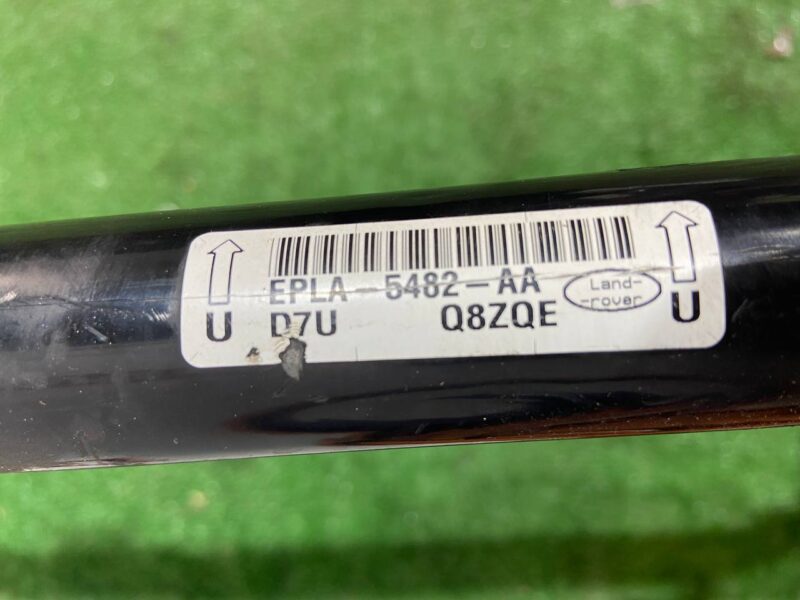 EPLA-5482-AA
Land-
-rover
U D7U Q8ZQE U